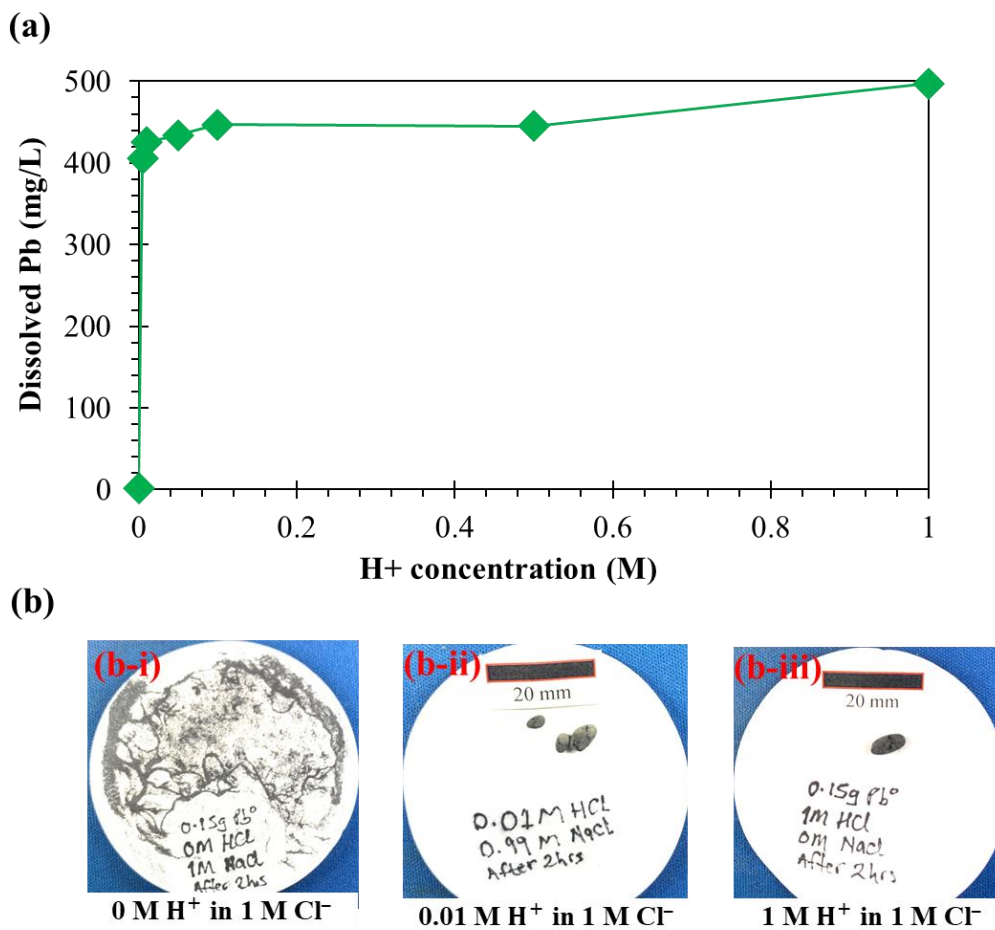 (a)
500
400
300
200
100
0
Dissolved Pb (mg/L)
0
0.2
0.4
0.6
0.8
1
H+ concentration (M)
(b)
(b-i)
0.15g Pb⁰
0M HCl
1M NaCl
After 2hrs
0 M H⁺ in 1 M Cl⁻
(b-ii)
20 mm
0.01M HCl
0.99 M NaCl
After 2hrs
0.01 M H⁺ in 1 M Cl⁻
(b-iii)
20 mm
0.15g Pb⁰
1M HCl
0M NaCl
After 2hrs
1 M H⁺ in 1 M Cl⁻